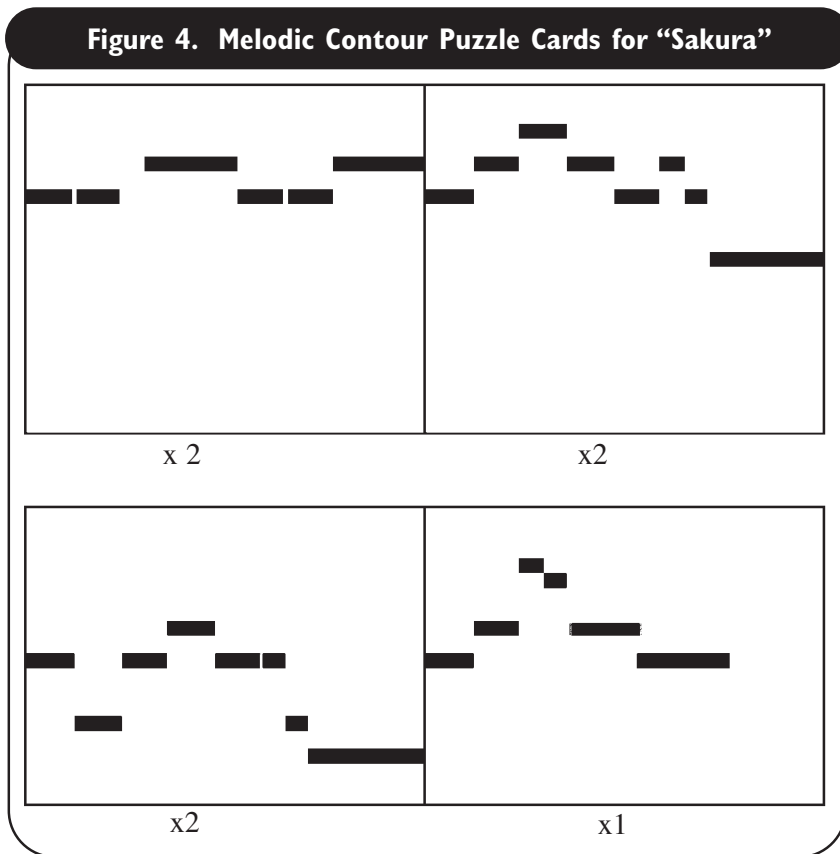 Figure 4. Melodic Contour Puzzle Cards for “Sakura”
x 2
x2
x2
x1